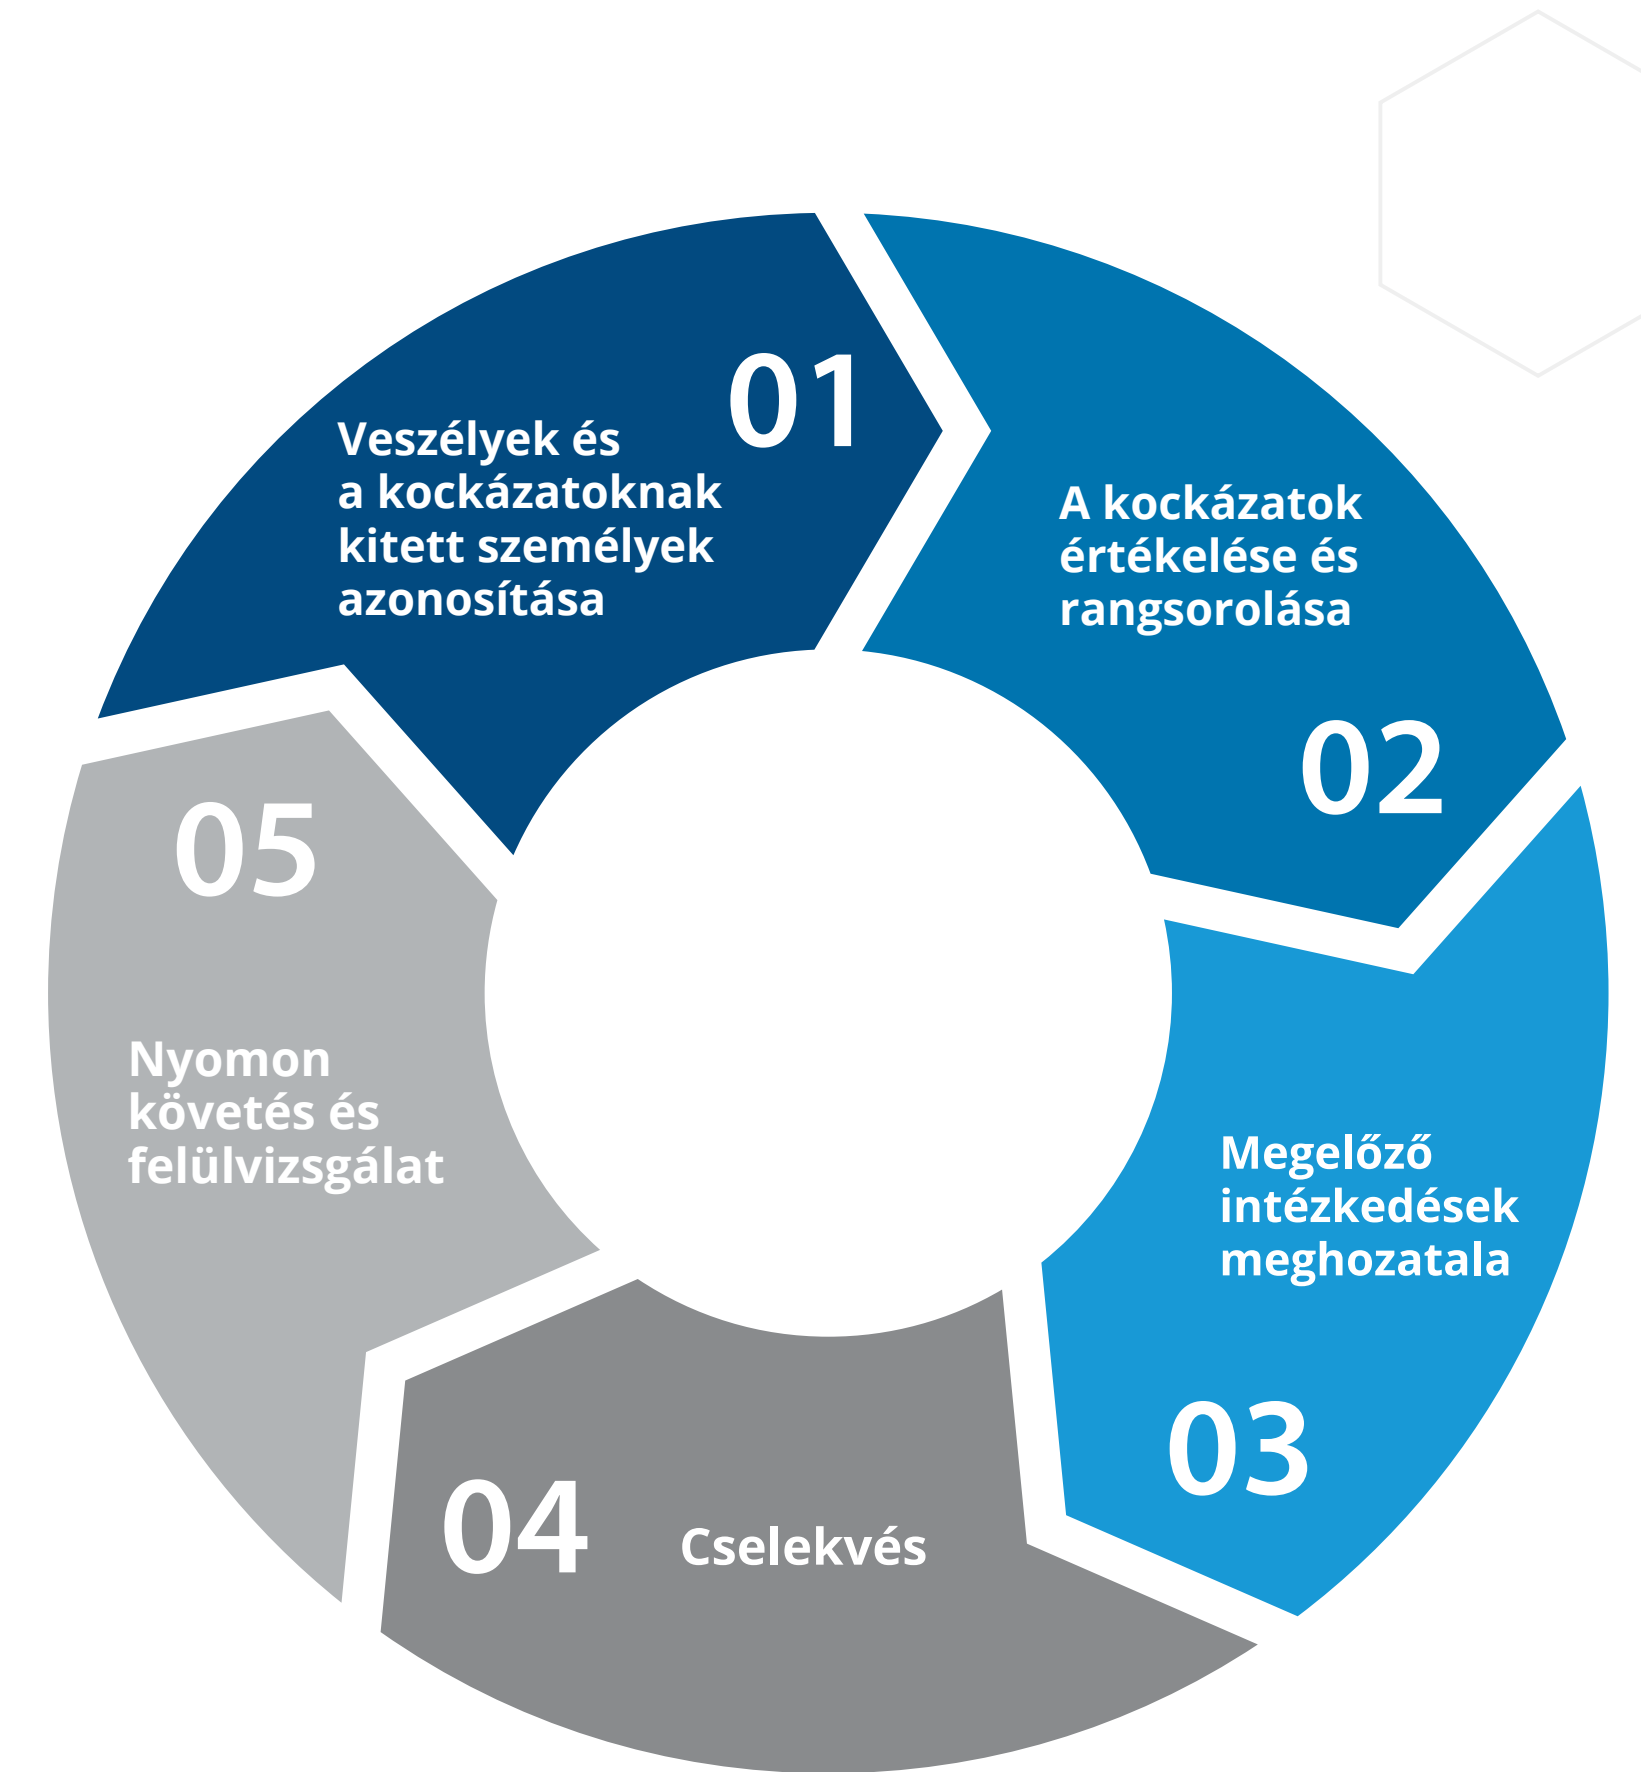 01
Veszélyek és
a kockázatoknak
kitett személyek
azonosítása
A kockázatok
értékelése és
rangsorolása
02
Megelőző
intézkedések
meghozatala
03
04
Cselekvés
05
Nyomon
követés és
felülvizsgálat